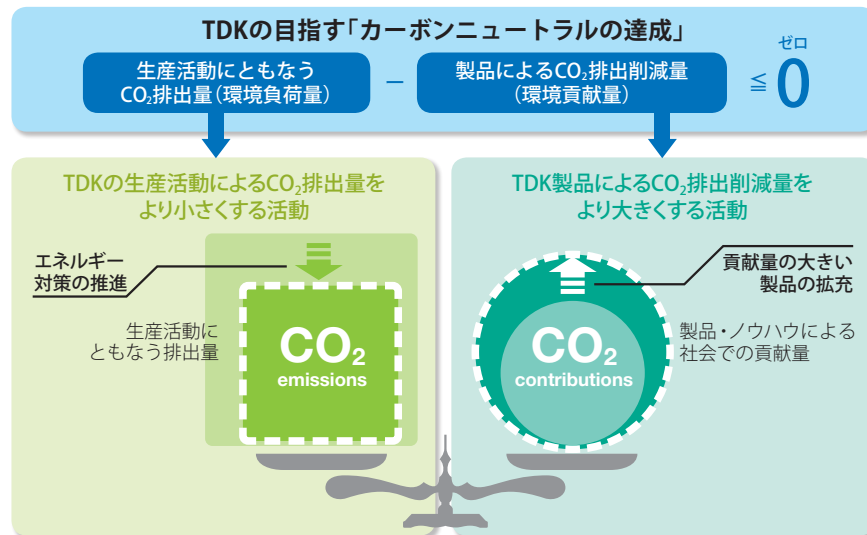 TDKの目指す「カーボンニュートラルの達成」
生産活動にともなう
CO₂排出量(環境負荷量)
−
製品によるCO₂排出削減量
(環境貢献量)
≦
ゼロ
0
TDKの生産活動によるCO₂排出量を
より小さくする活動
エネルギー
対策の推進
生産活動に
ともなう排出量
CO₂
emissions
TDK製品によるCO₂排出削減量を
より大きくする活動
貢献量の大きい
製品の拡充
CO₂
contributions
製品・ノウハウによる
社会での貢献量